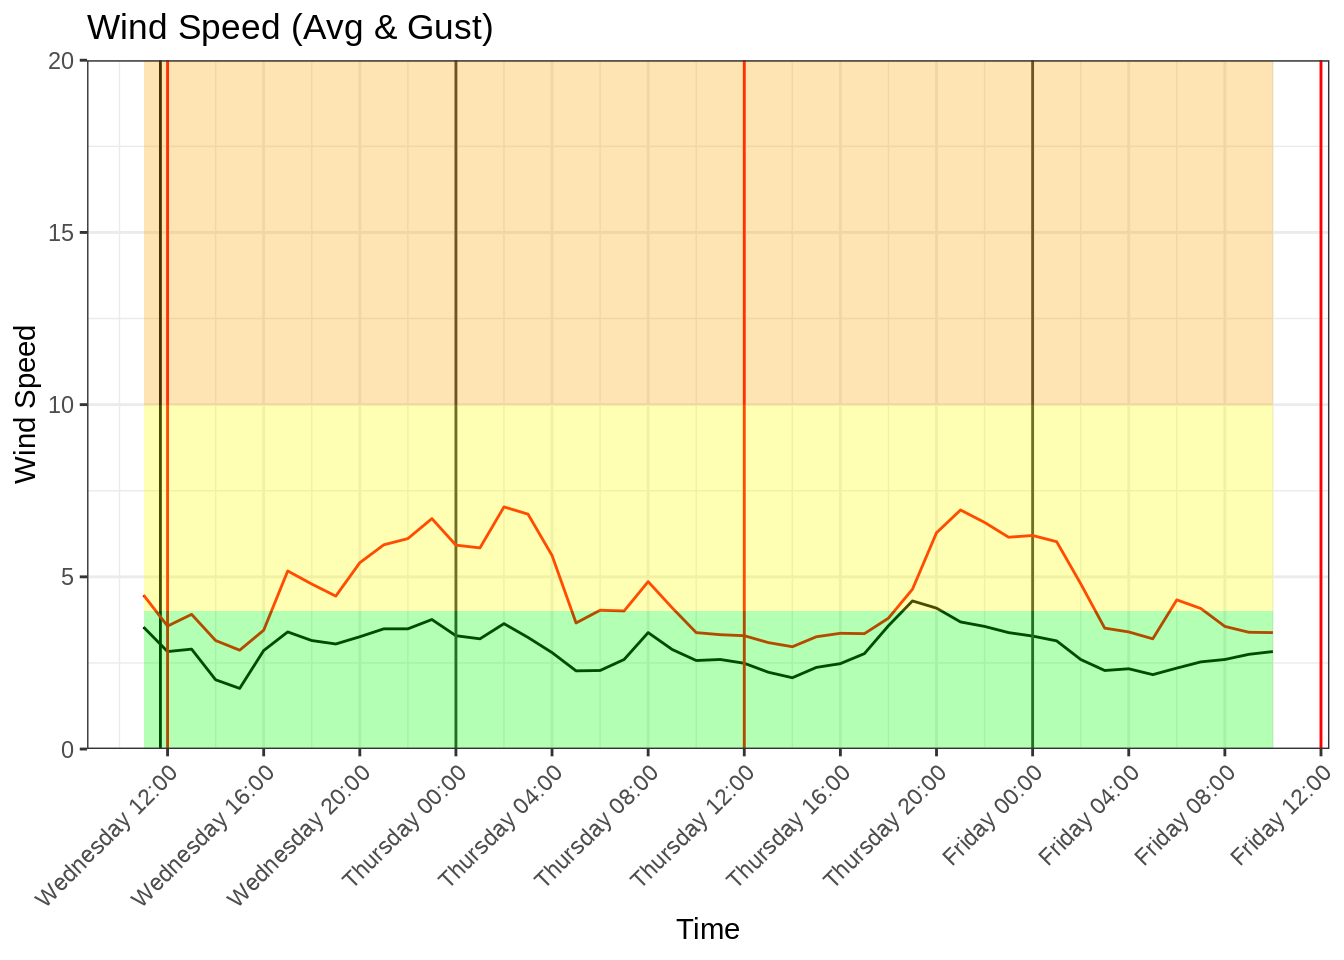 Wind Speed (Avg & Gust)
20
15
10
5
0
Wind Speed
Wednesday 12:00
Wednesday 16:00
Wednesday 20:00
Thursday 00:00
Thursday 04:00
Thursday 08:00
Thursday 12:00
Thursday 16:00
Thursday 20:00
Friday 00:00
Friday 04:00
Friday 08:00
Friday 12:00
Time